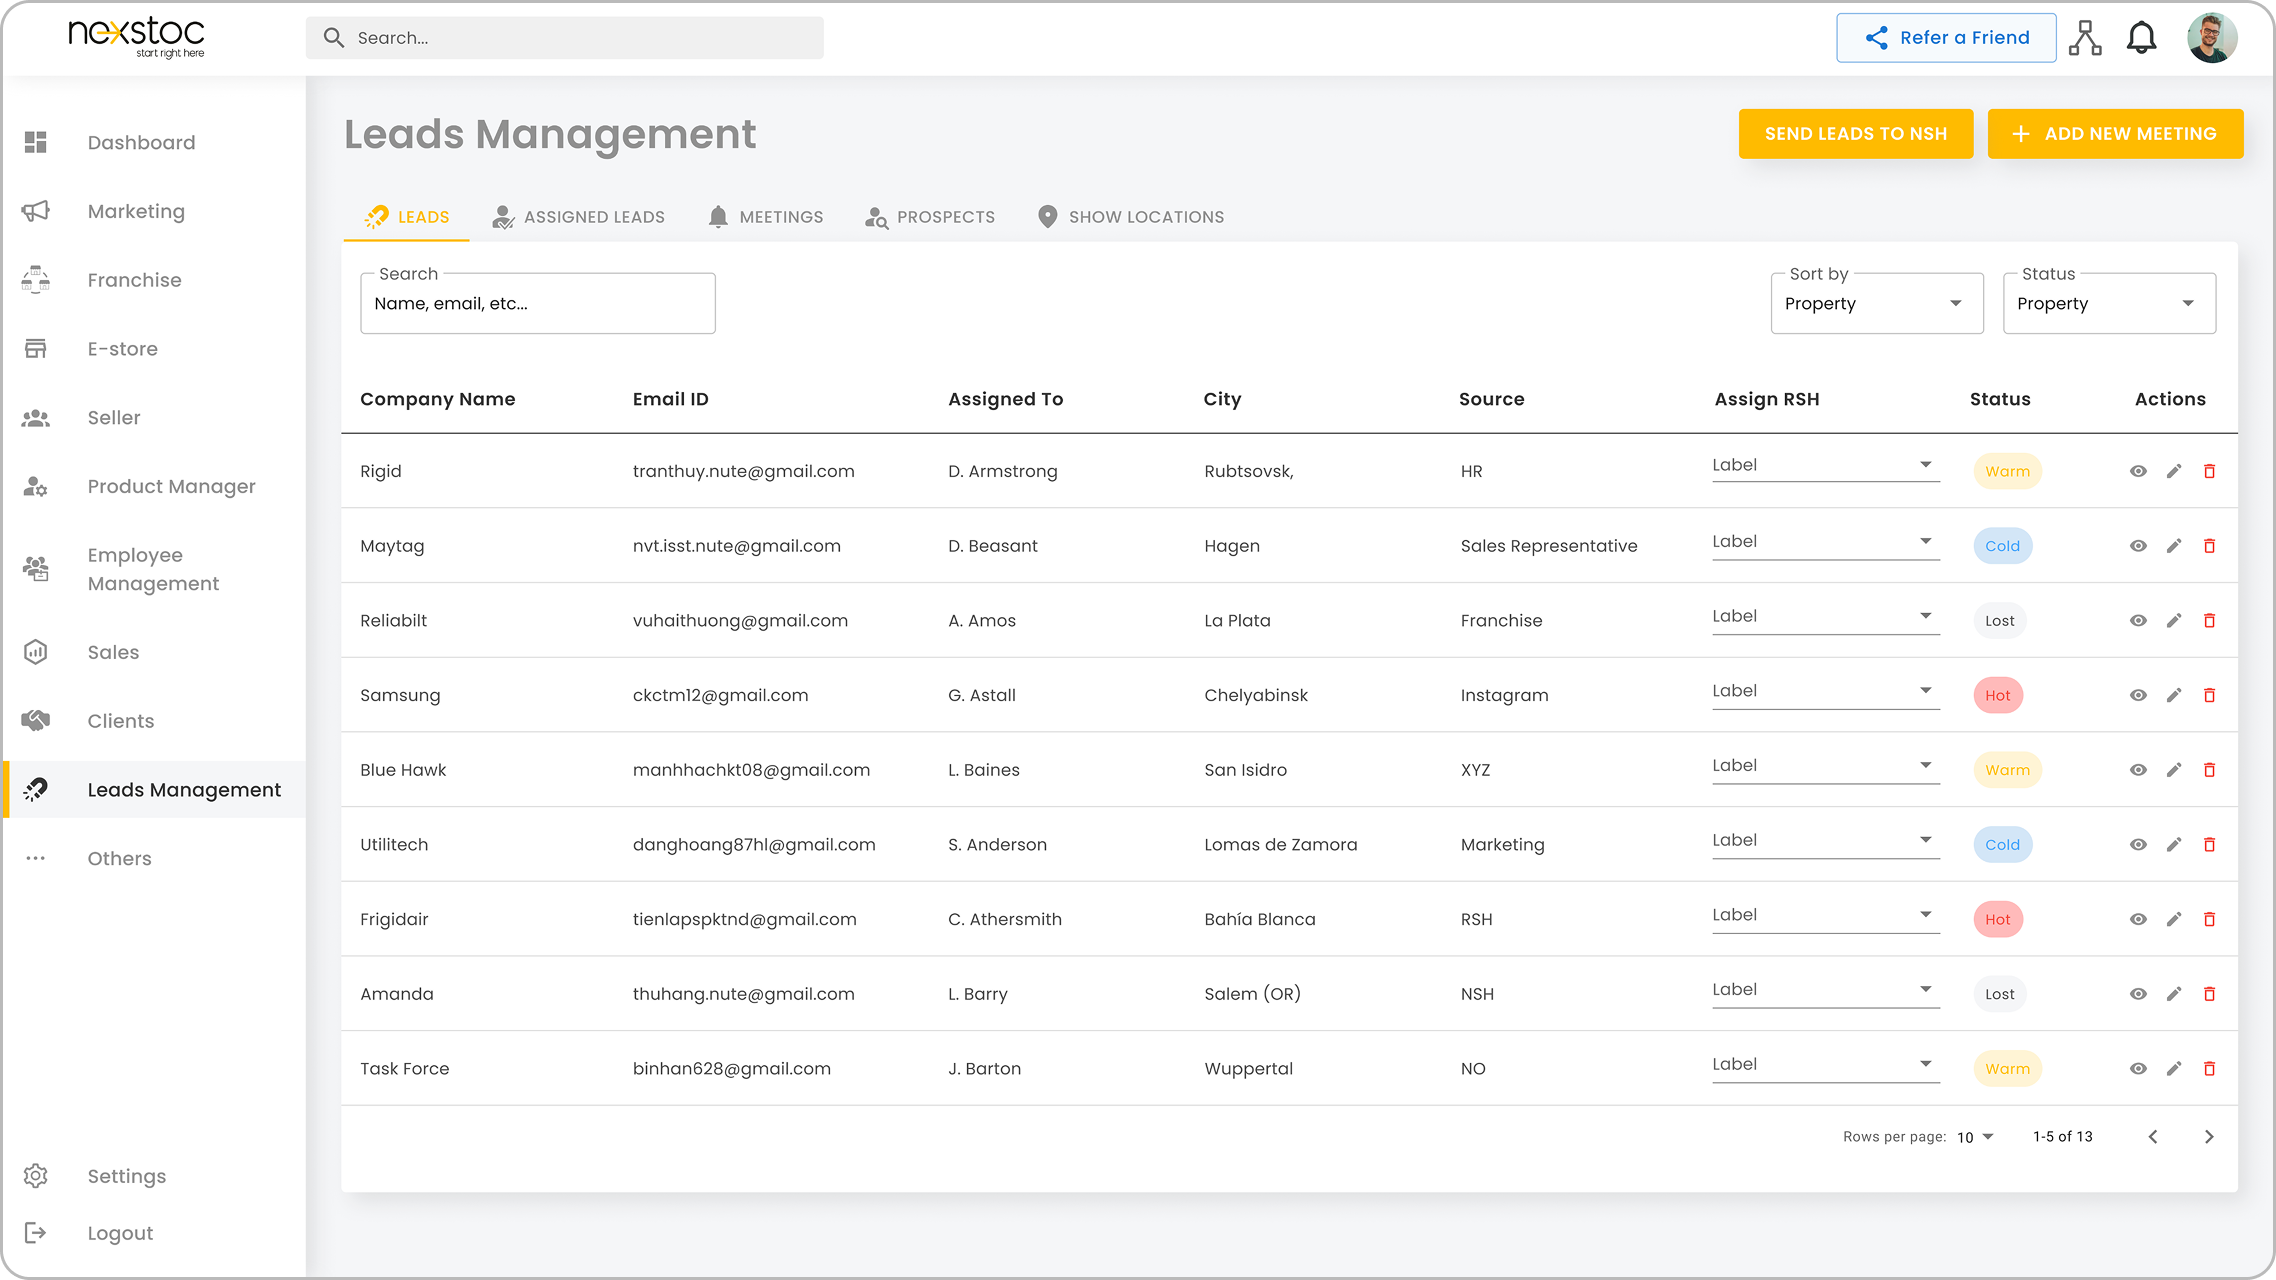 nexstoc
start right here
Search...
Refer a Friend
Dashboard
Marketing
Franchise
E-store
Seller
Product Manager
Employee
Management
Sales
Clients
Leads Management
Others
Settings
Logout
Leads Management
SEND LEADS TO NSH
ADD NEW MEETING
LEADS
ASSIGNED LEADS
MEETINGS
PROSPECTS
SHOW LOCATIONS
Search
Name, email, etc...
Sort by
Property
Status
Property
Company Name Email ID Assigned To City Source Assign RSH Status Actions
Rigid tranthuy.nute@gmail.com D. Armstrong Rubtsovsk, HR Label Warm
Maytag nvt.isst.nute@gmail.com D. Beasant Hagen Sales Representative Label Cold
Reliabilt vuhaithuong@gmail.com A. Amos La Plata Franchise Label Lost
Samsung ckctm12@gmail.com G. Astall Chelyabinsk Instagram Label Hot
Blue Hawk manhhachkt08@gmail.com L. Baines San Isidro XYZ Label Warm
Utilitech danghoang87hl@gmail.com S. Anderson Lomas de Zamora Marketing Label Cold
Frigidair tienlapspktnd@gmail.com C. Athersmith Bahía Blanca RSH Label Hot
Amanda thuhang.nute@gmail.com L. Barry Salem (OR) NSH Label Lost
Task Force binhan628@gmail.com J. Barton Wuppertal NO Label Warm
Rows per page: 10 1-5 of 13